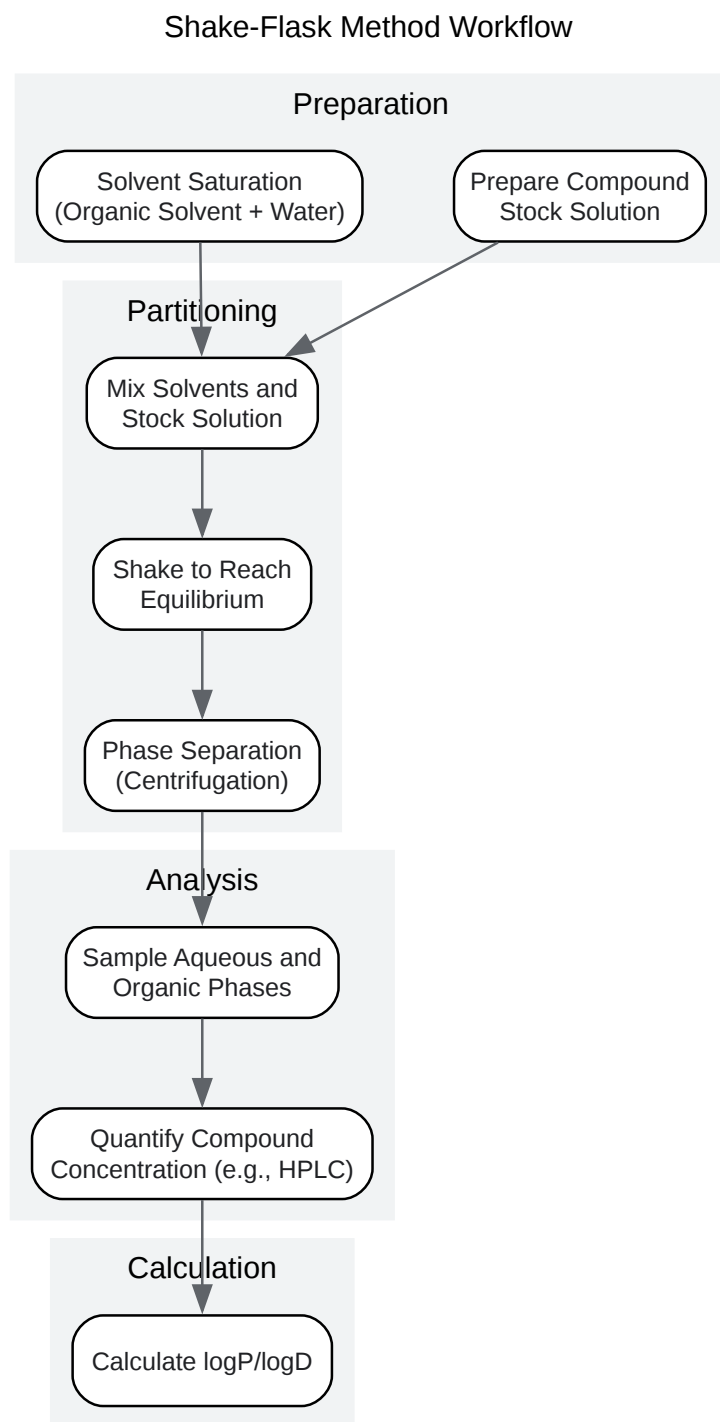 Shake-Flask Method Workflow
Preparation
Solvent Saturation
(Organic Solvent + Water)
Prepare Compound
Stock Solution
Partitioning
Mix Solvents and
Stock Solution
Shake to Reach
Equilibrium
Phase Separation
(Centrifugation)
Analysis
Sample Aqueous and
Organic Phases
Quantify Compound
Concentration (e.g., HPLC)
Calculation
Calculate logP/logD